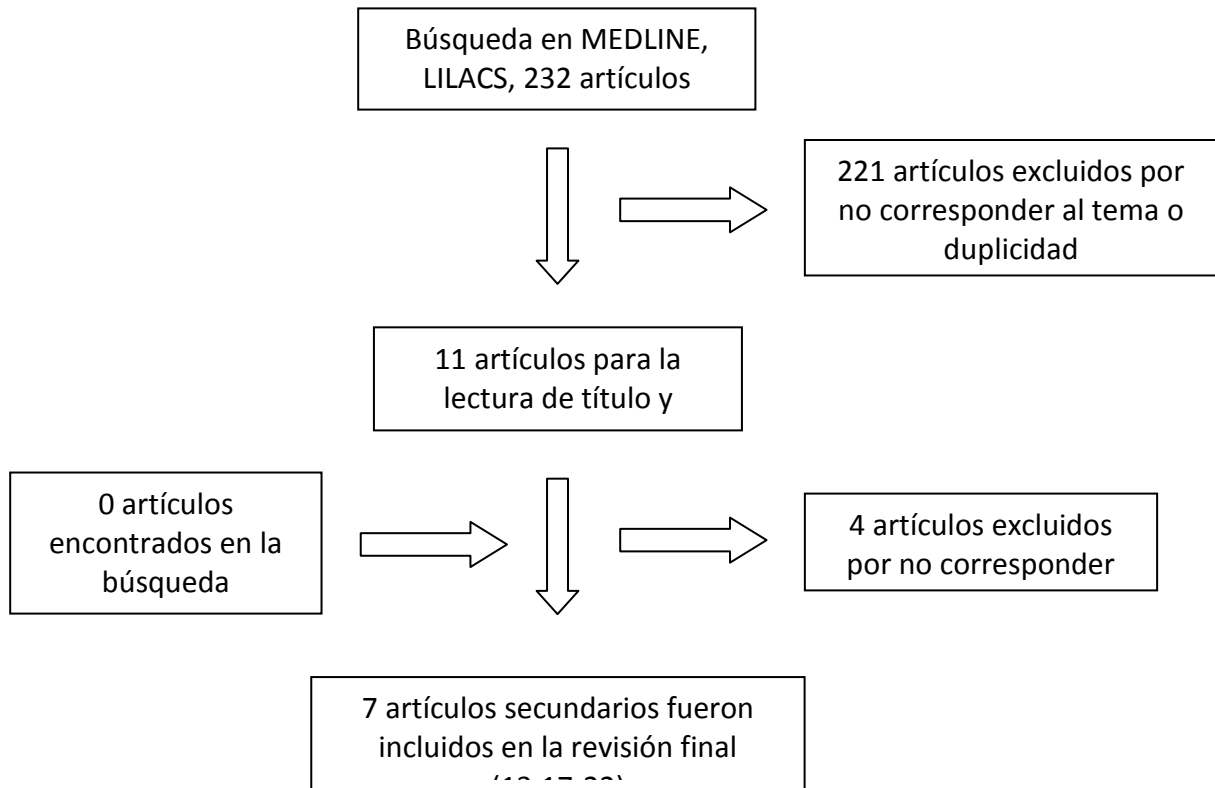 Búsqueda en MEDLINE,
LILACS, 232 artículos
221 artículos excluidos por
no corresponder al tema o
duplicidad
11 artículos para la
lectura de título y
0 artículos
encontrados en la
búsqueda
4 artículos excluidos
por no corresponder
7 artículos secundarios fueron
incluidos en la revisión final